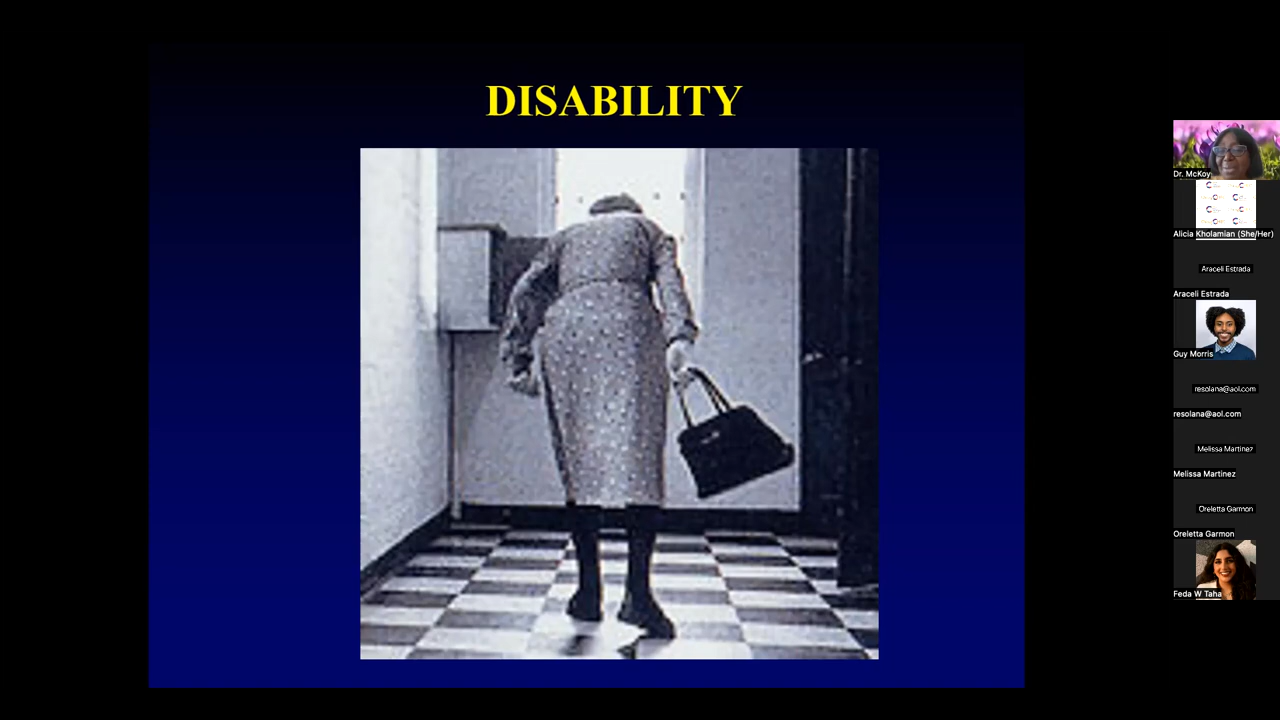 DISABILITY
Dr. McKoy
Alicia Kholamian (She/Her)
Araceli Estrada
Araceli Estrada
Guy Morris
resolana@aol.com
resolana@aol.com
Melissa Martinez
Melissa Martinez
Oreletta Garmon
Oreletta Garmon
Feda W Taha